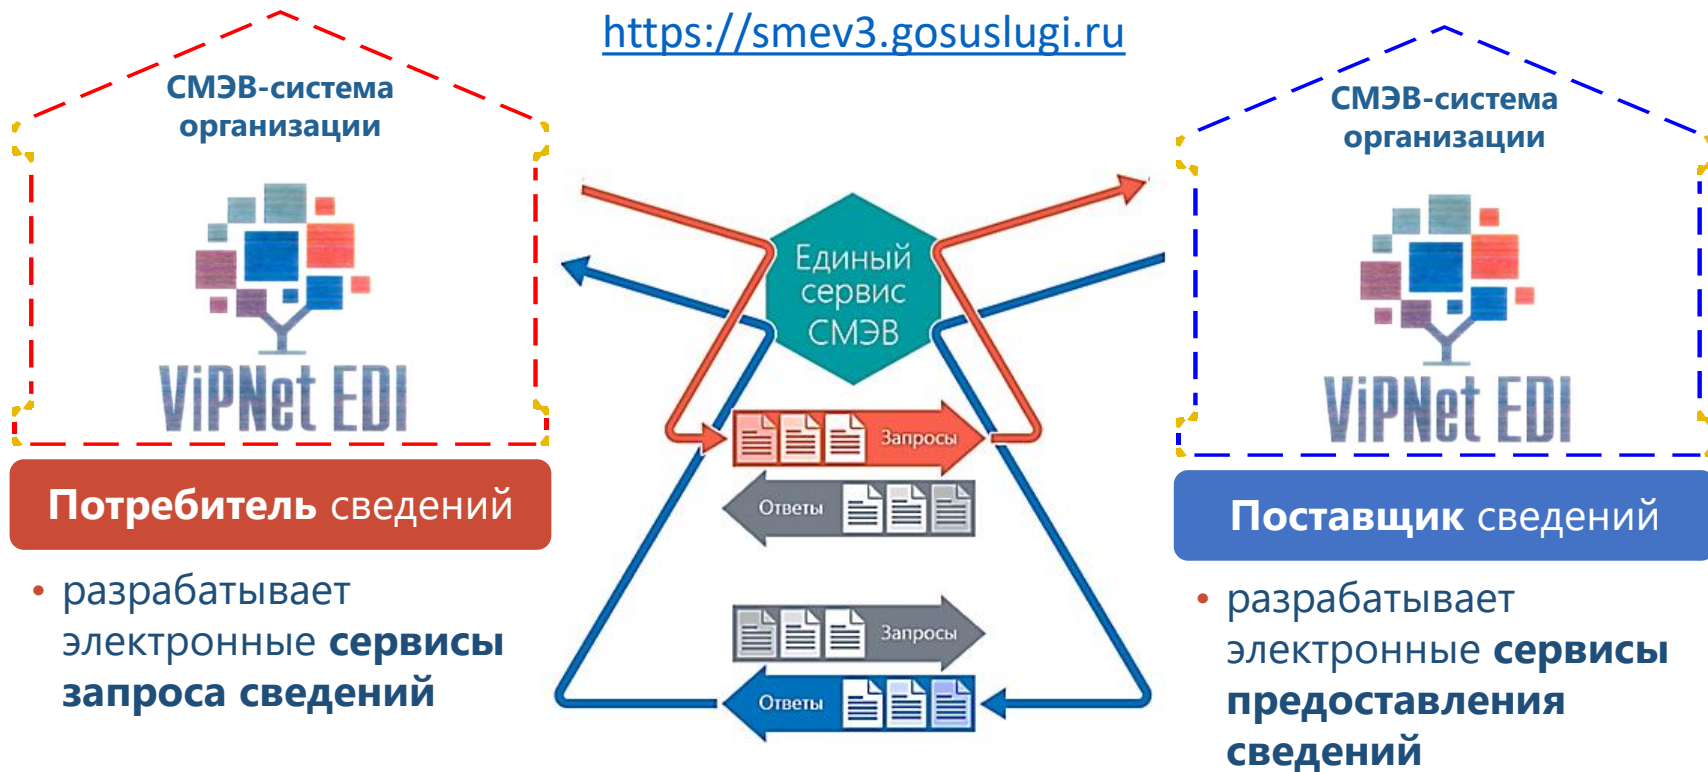 https://smev3.gosuslugi.ru
СМЭВ-система
организации
ViPNet EDI
Потребитель сведений
• разрабатывает
электронные сервисы
запроса сведений
Единый
сервис
СМЭВ
Запросы
Ответы
Запросы
Ответы
СМЭВ-система
организации
ViPNet EDI
Поставщик сведений
• разрабатывает
электронные сервисы
предоставления
сведений